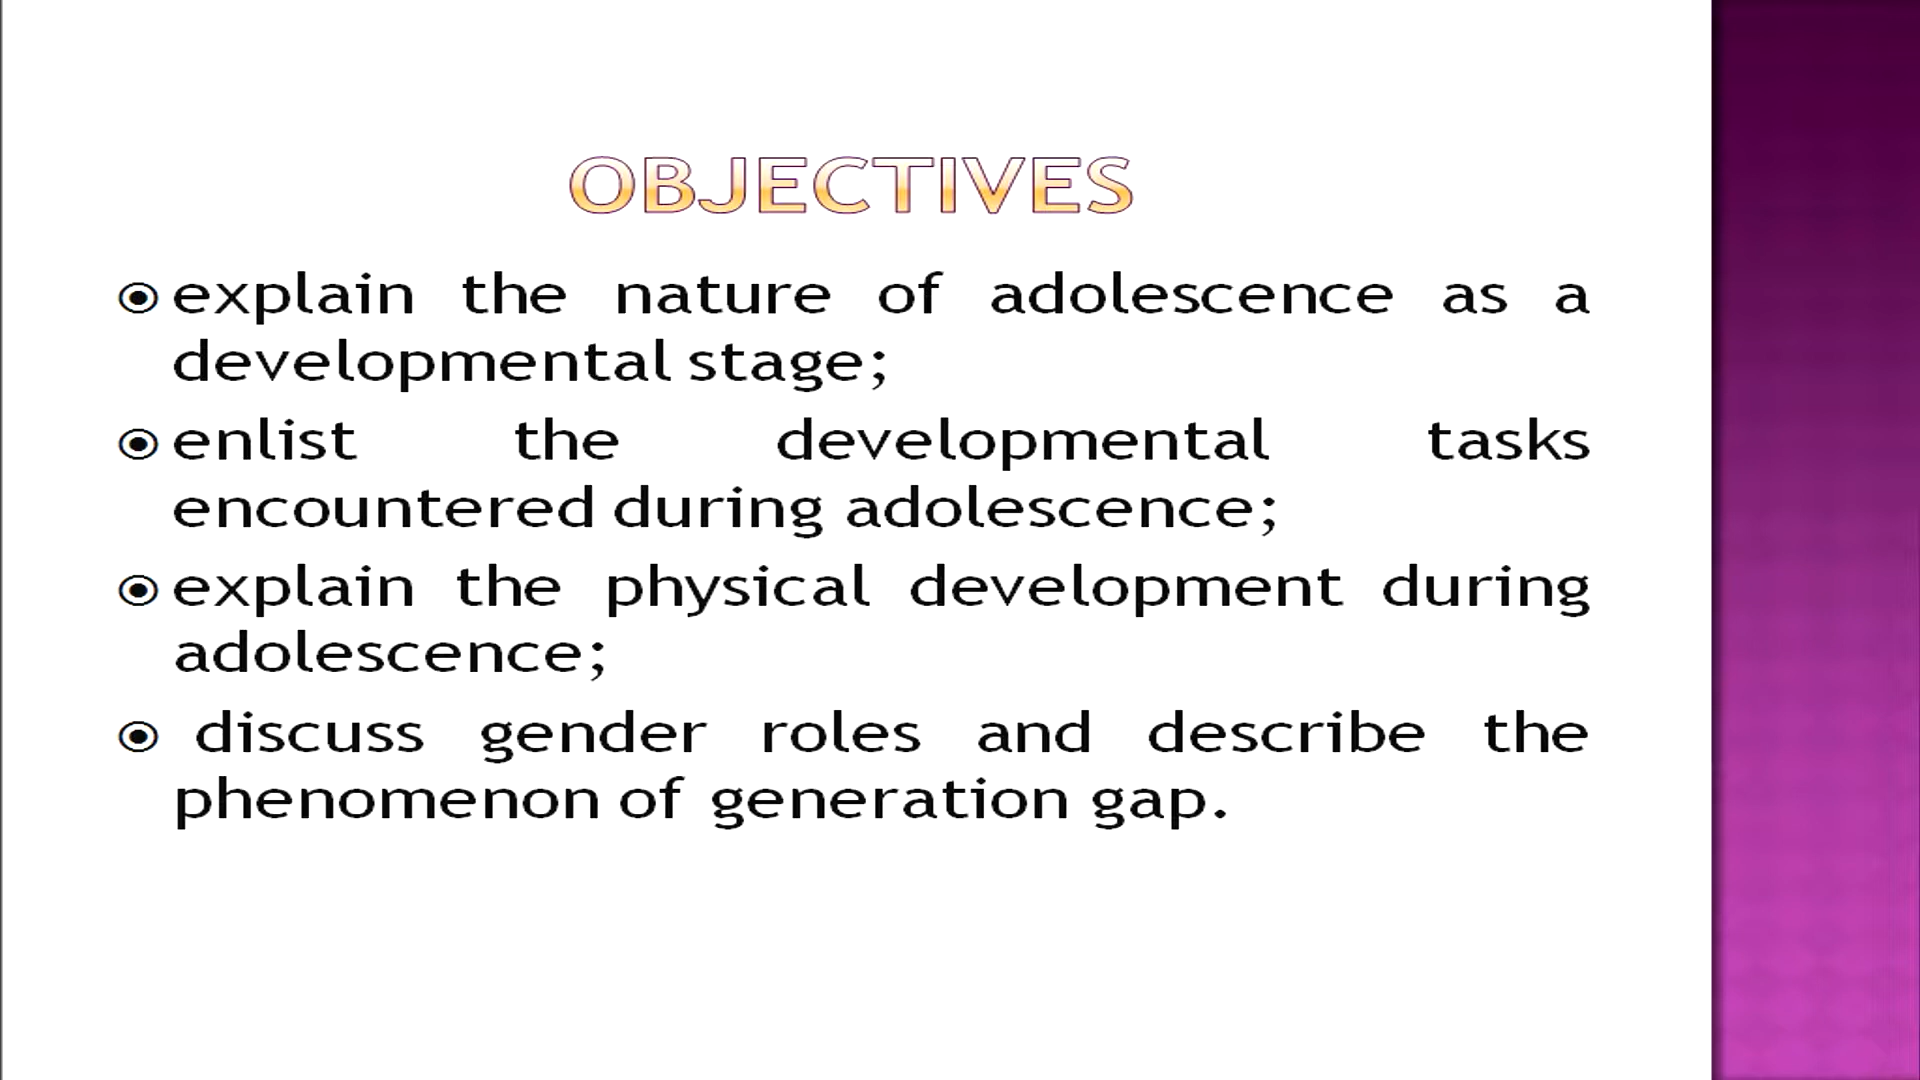 OBJECTIVES
explain the nature of adolescence as a
developmental stage;
enlist the developmental tasks
encountered during adolescence;
explain the physical development during
adolescence;
discuss gender roles and describe the
phenomenon of generation gap.